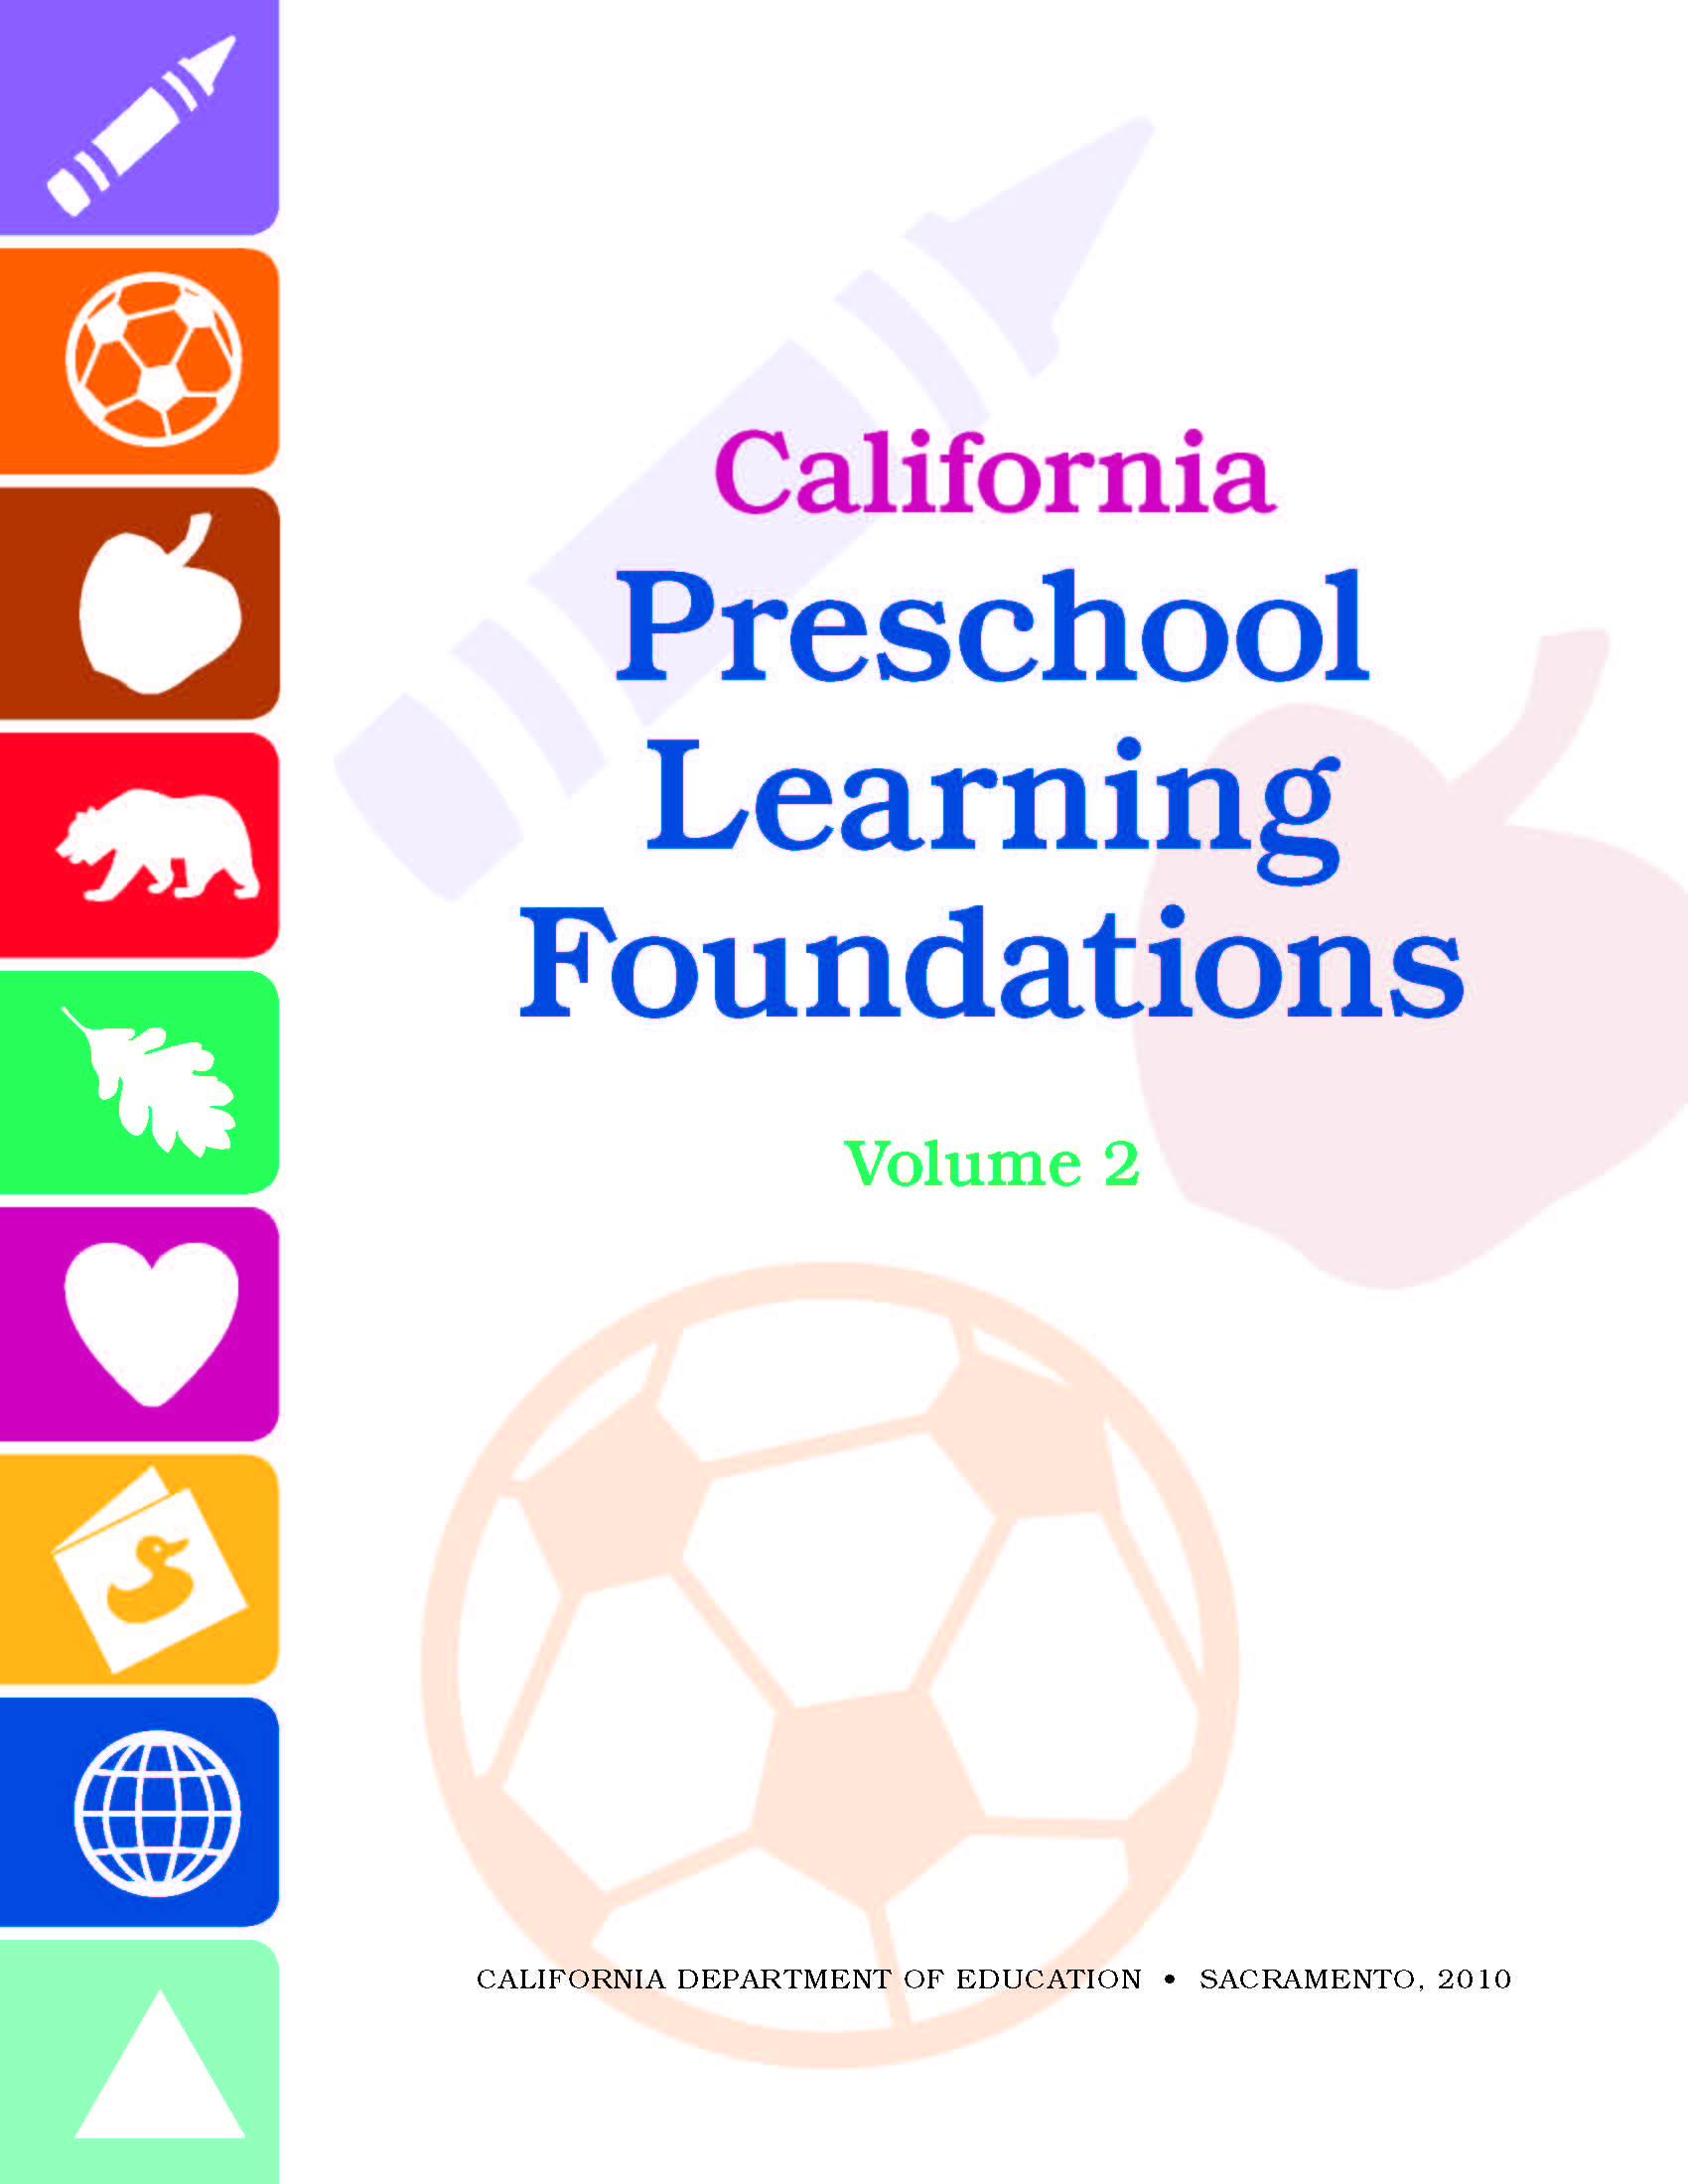 California
Preschool
Learning
Foundations
Volume 2
CALIFORNIA DEPARTMENT OF EDUCATION • SACRAMENTO, 2010